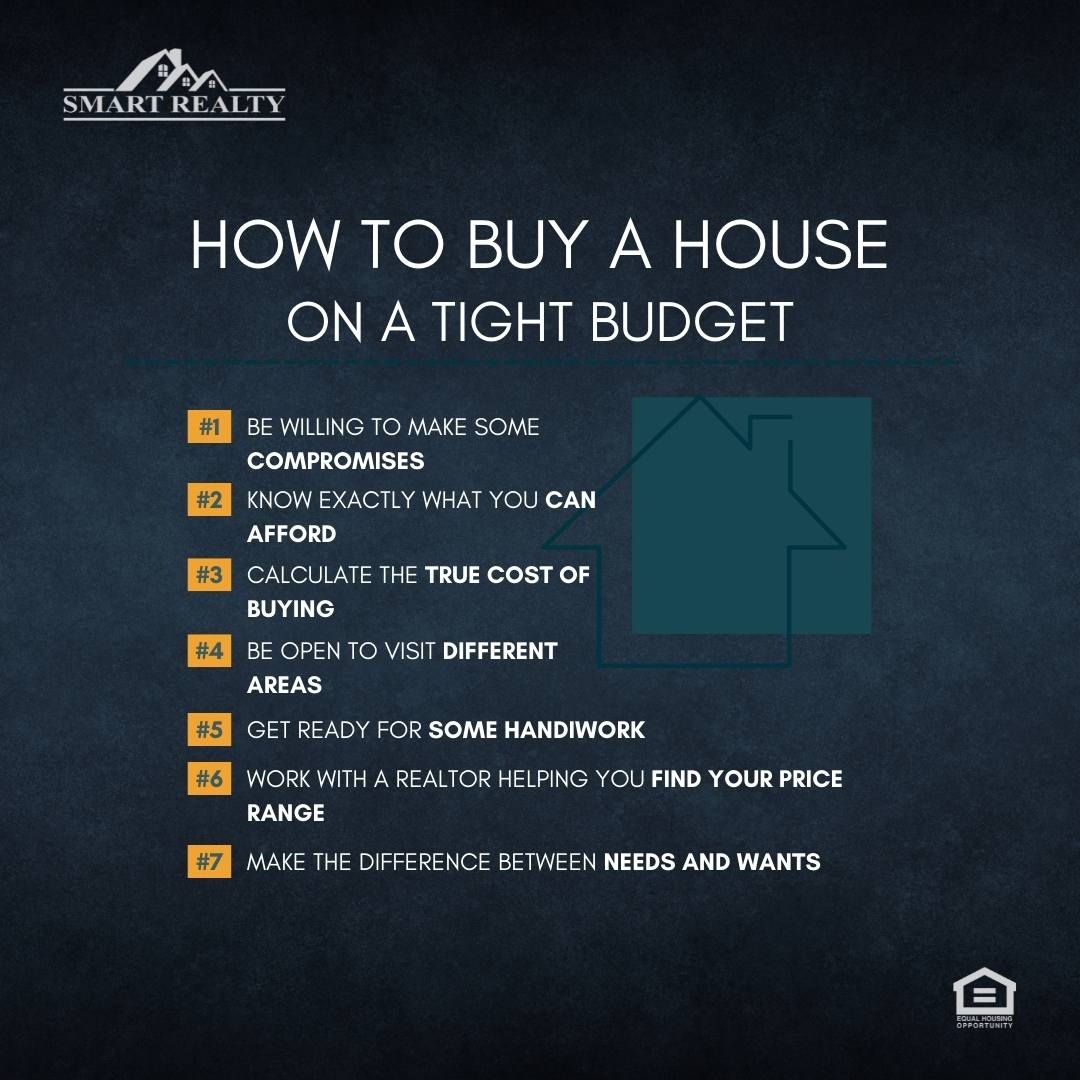 SMART REALTY
HOW TO BUY A HOUSE
ON A TIGHT BUDGET
#1 BE WILLING TO MAKE SOME
COMPROMISES
#2 KNOW EXACTLY WHAT YOU CAN
AFFORD
#3 CALCULATE THE TRUE COST OF
BUYING
#4 BE OPEN TO VISIT DIFFERENT
AREAS
#5 GET READY FOR SOME HANDIWORK
#6 WORK WITH A REALTOR HELPING YOU FIND YOUR PRICE
RANGE
#7 MAKE THE DIFFERENCE BETWEEN NEEDS AND WANTS
EQUAL HOUSING
OPPORTUNITY